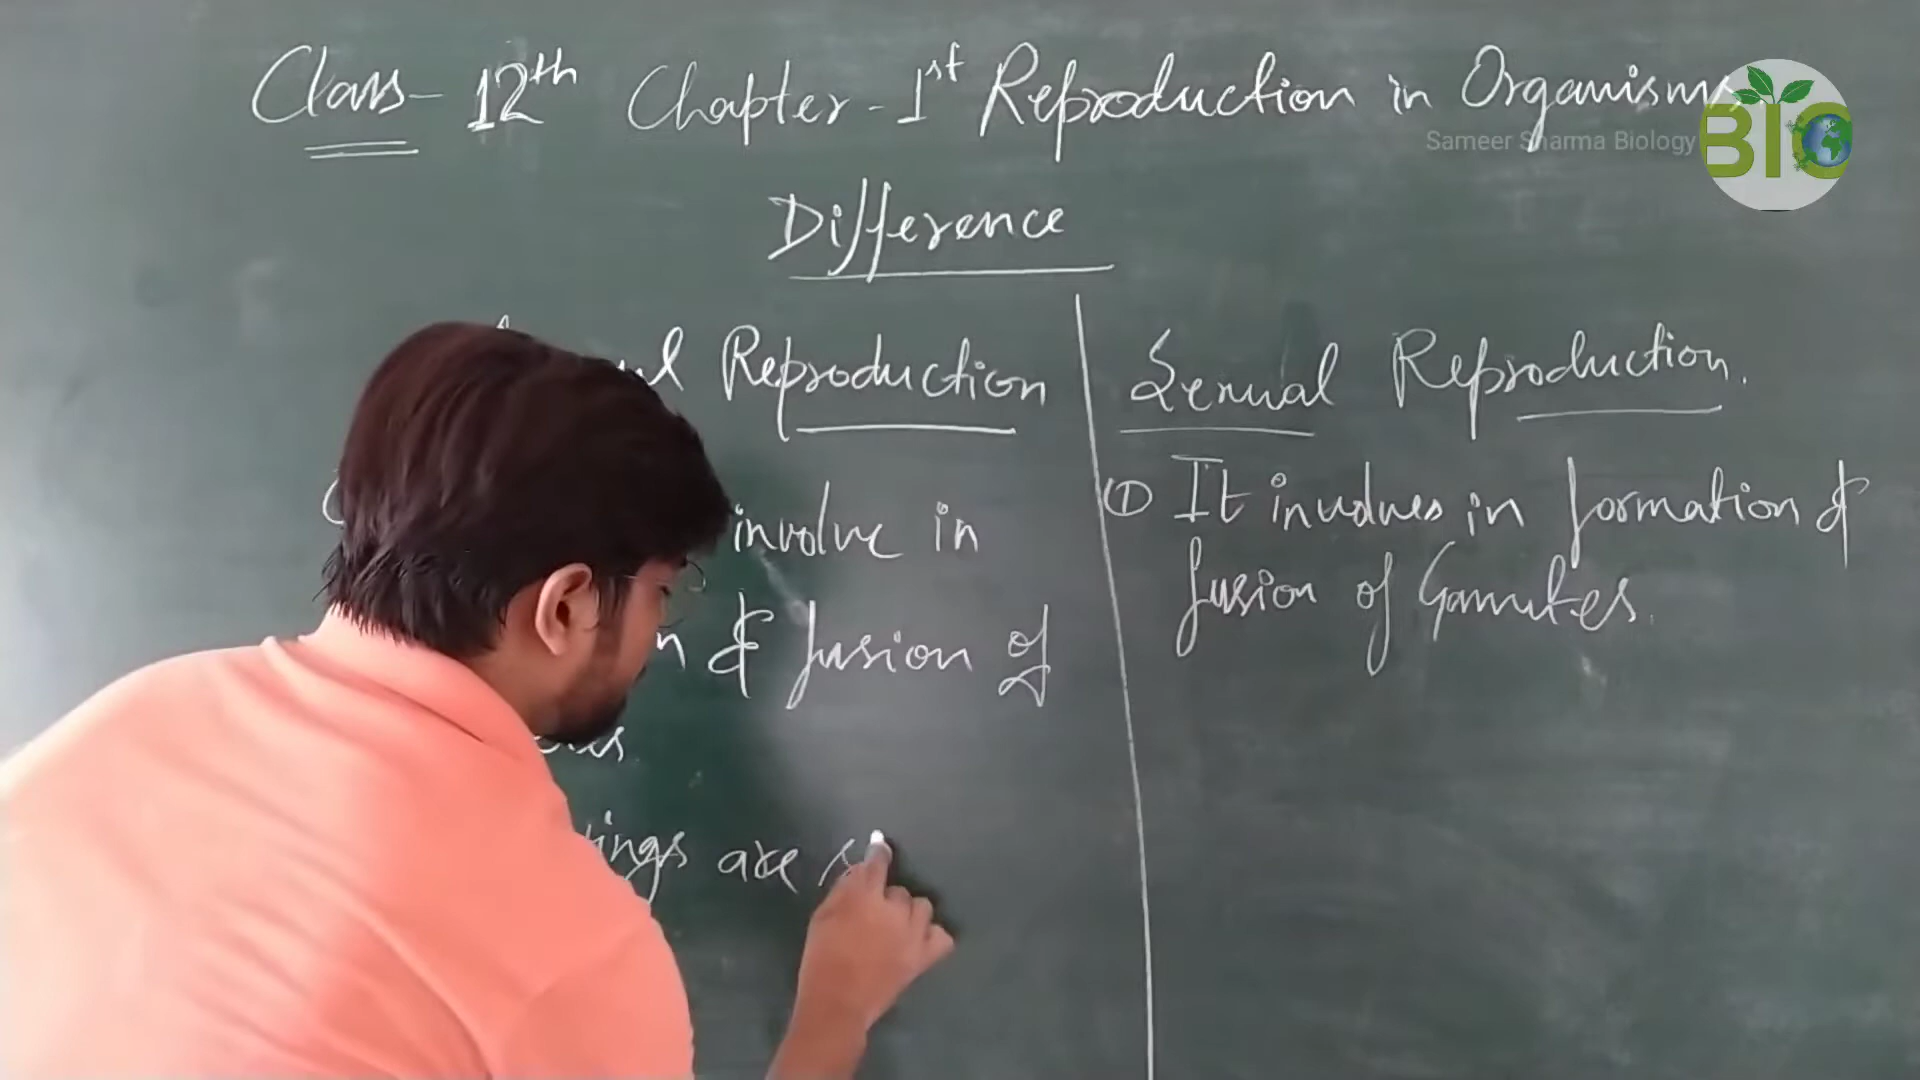 Class - 12th Chapter - 1st Reproduction in Organisms
Sameer Sharma Biology
BIO
Difference
Reproduction
Sexual Reproduction.
involve in
① It involves in formation &
& fusion of
fusion of Gametes.
are